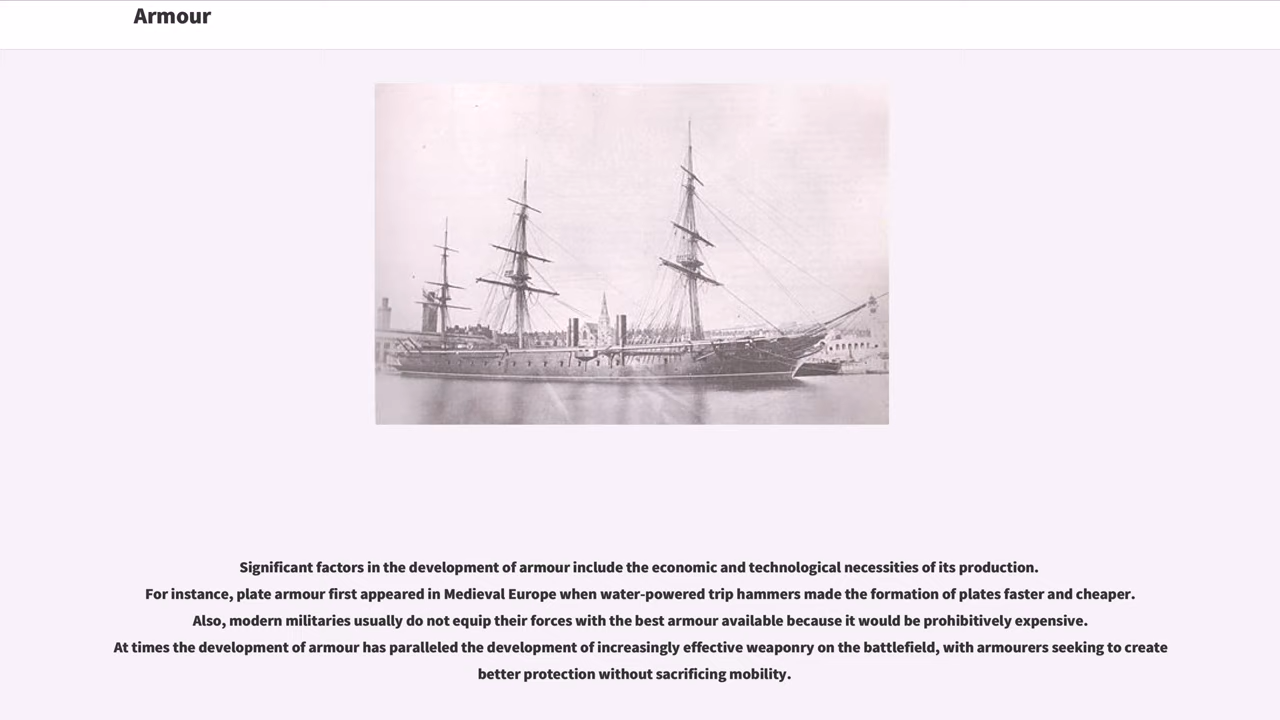 Armour
Significant factors in the development of armour include the economic and technological necessities of its production.
For instance, plate armour first appeared in Medieval Europe when water-powered trip hammers made the formation of plates faster and cheaper.
Also, modern militaries usually do not equip their forces with the best armour available because it would be prohibitively expensive.
At times the development of armour has paralleled the development of increasingly effective weaponry on the battlefield, with armourers seeking to create
better protection without sacrificing mobility.